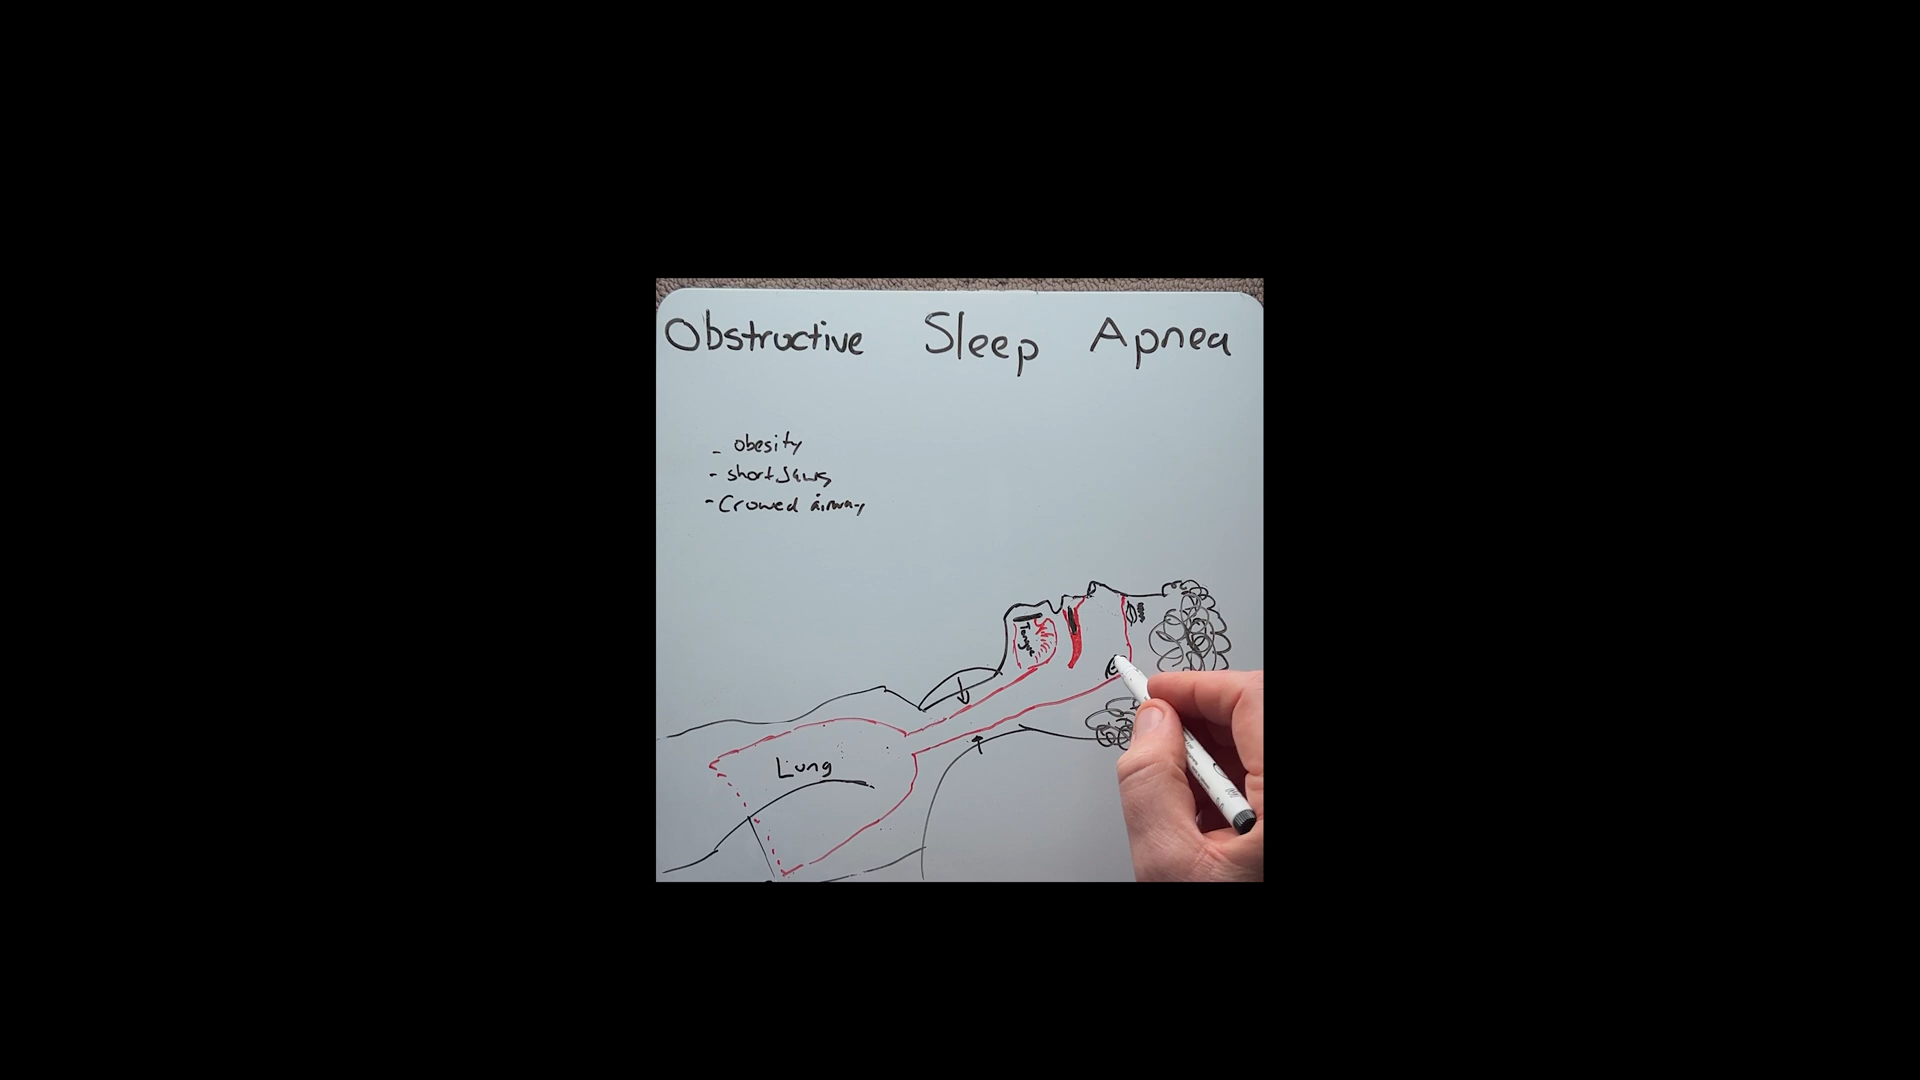 Obstructive Sleep Apnea
- obesity
- short Jaws
- Crowed airway
Tongue
Lung